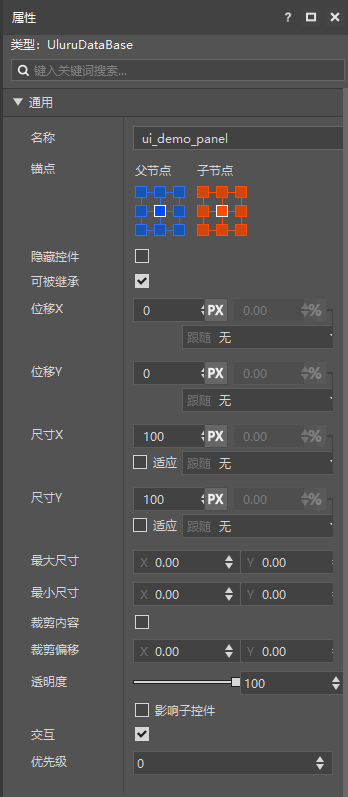 属性 ?
类型：UluruDataBase
键入关键词搜索...
通用
名称 ui_demo_panel
锚点 父节点 子节点
隐藏控件
可被继承
位移X 0 PX 0.00 %
跟随 无
位移Y 0 PX 0.00 %
跟随 无
尺寸X 100 PX 0.00 %
适应 跟随 无
尺寸Y 100 PX 0.00 %
适应 跟随 无
最大尺寸 X 0.00 Y 0.00
最小尺寸 X 0.00 Y 0.00
裁剪内容
裁剪偏移 X 0.00 Y 0.00
透明度 100
影响子控件
交互
优先级 0